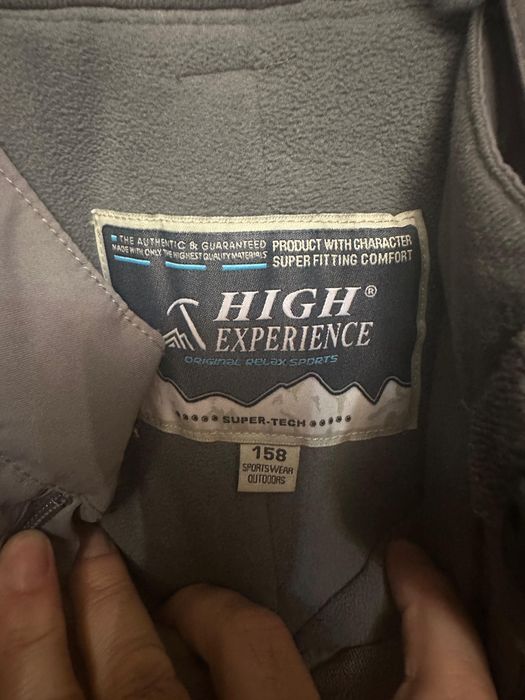 THE AUTHENTIC & GUARANTEED
MADE WITH ONLY THE HIGHEST QUALITY MATERIALS
PRODUCT WITH CHARACTER
SUPER FITTING COMFORT
HIGH®
EXPERIENCE
ORIGINAL RELAX SPORTS
SUPER-TECH
158
SPORTSWEAR
OUTDOORS